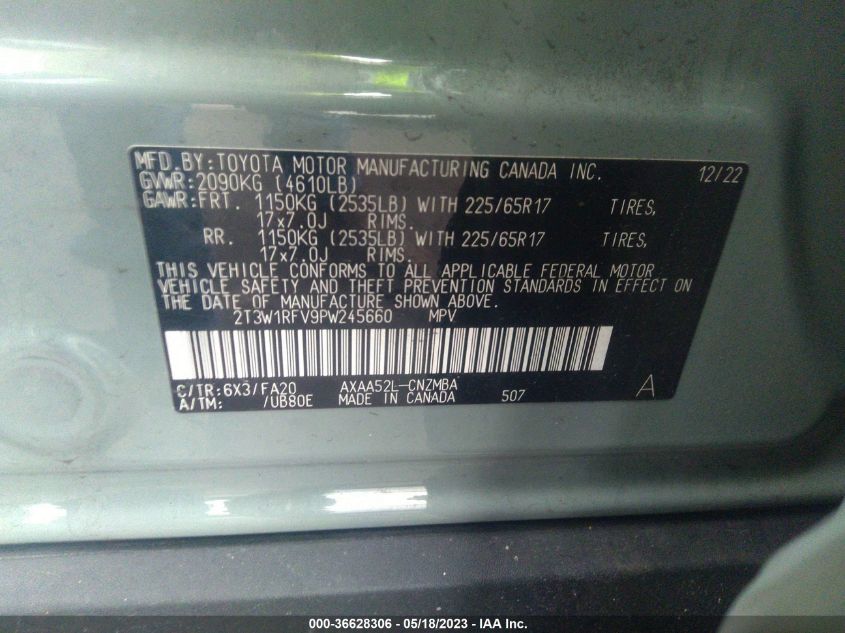 MFD.BY:TOYOTA MOTOR MANUFACTURING CANADA INC. 12/22
GVWR:2090KG (4610LB)
GAWR:FRT. 1150KG (2535LB) WITH 225/65R17 TIRES,
17x7.0J RIMS.
RR. 1150KG (2535LB) WITH 225/65R17 TIRES,
17x7.0J RIMS.
THIS VEHICLE CONFORMS TO ALL APPLICABLE FEDERAL MOTOR
VEHICLE SAFETY AND THEFT PREVENTION STANDARDS IN EFFECT ON
THE DATE OF MANUFACTURE SHOWN ABOVE.
2T3W1RFV9PW245660 MPV
C/TR:6X3/FA20 AXAA52L-CNZMBA A
A/TM: /UB80E MADE IN CANADA 507
000-36628306 - 05/18/2023 - IAA Inc.